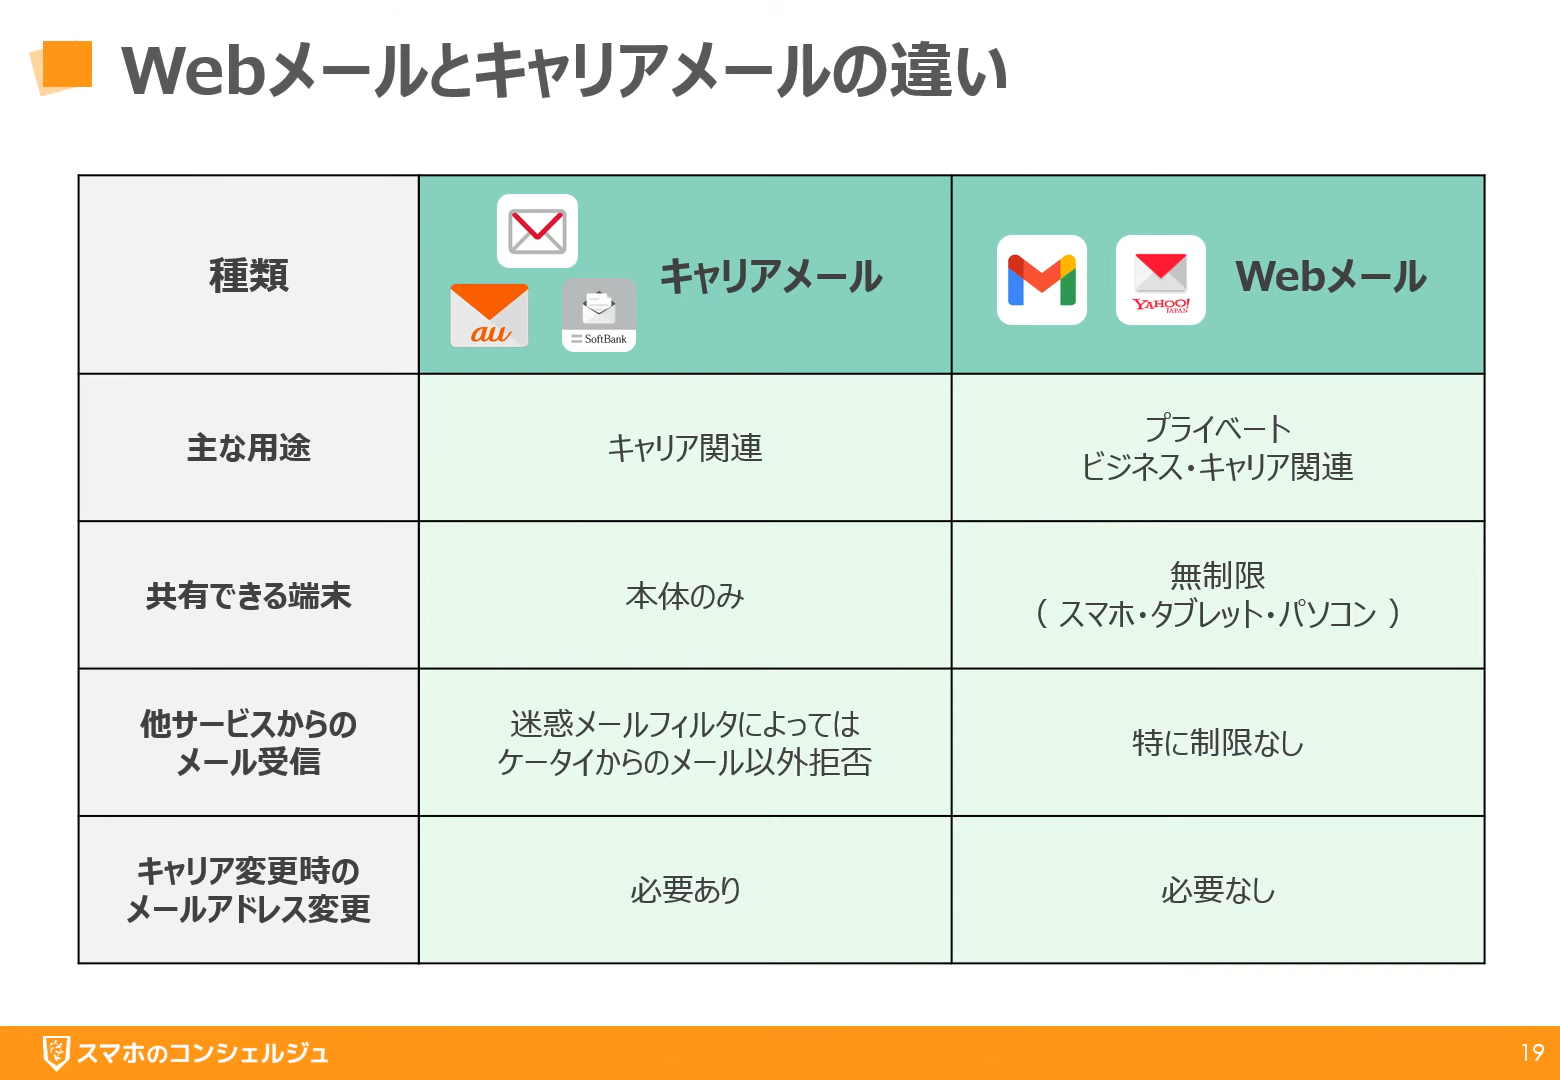 Webメールとキャリアメールの違い
種類
au
SoftBank
キャリアメール
YAHOO!
JAPAN
Webメール
主な用途
キャリア関連
プライベート
ビジネス・キャリア関連
共有できる端末
本体のみ
無制限
（ スマホ・タブレット・パソコン ）
他サービスからの
メール受信
迷惑メールフィルタによっては
ケータイからのメール以外拒否
特に制限なし
キャリア変更時の
メールアドレス変更
必要あり
必要なし
スマホのコンシェルジュ
19